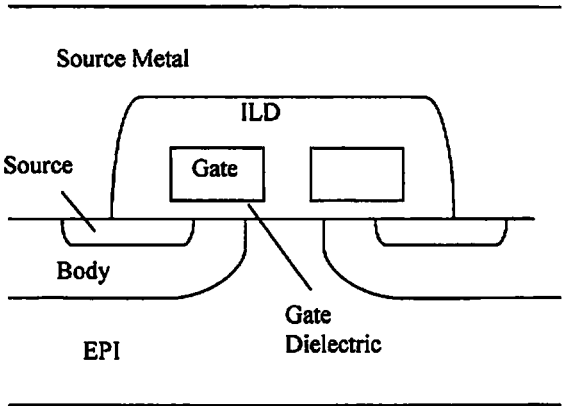 Source Metal
ILD
Gate
Source
Body
Gate
Dielectric
EPI